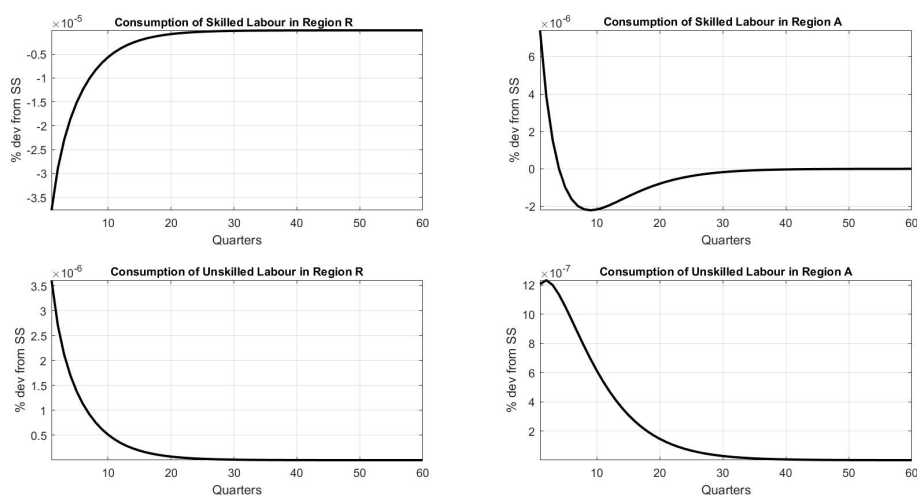 Consumption of Skilled Labour in Region R
×10⁻⁵
% dev from SS
-0.5
-1
-1.5
-2
-2.5
-3
-3.5
10 20 30 40 50 60
Quarters
Consumption of Skilled Labour in Region A
×10⁻⁶
% dev from SS
6
4
2
0
-2
10 20 30 40 50 60
Quarters
Consumption of Unskilled Labour in Region R
×10⁻⁶
% dev from SS
3.5
3
2.5
2
1.5
1
0.5
10 20 30 40 50 60
Quarters
Consumption of Unskilled Labour in Region A
×10⁻⁷
% dev from SS
12
10
8
6
4
2
10 20 30 40 50 60
Quarters